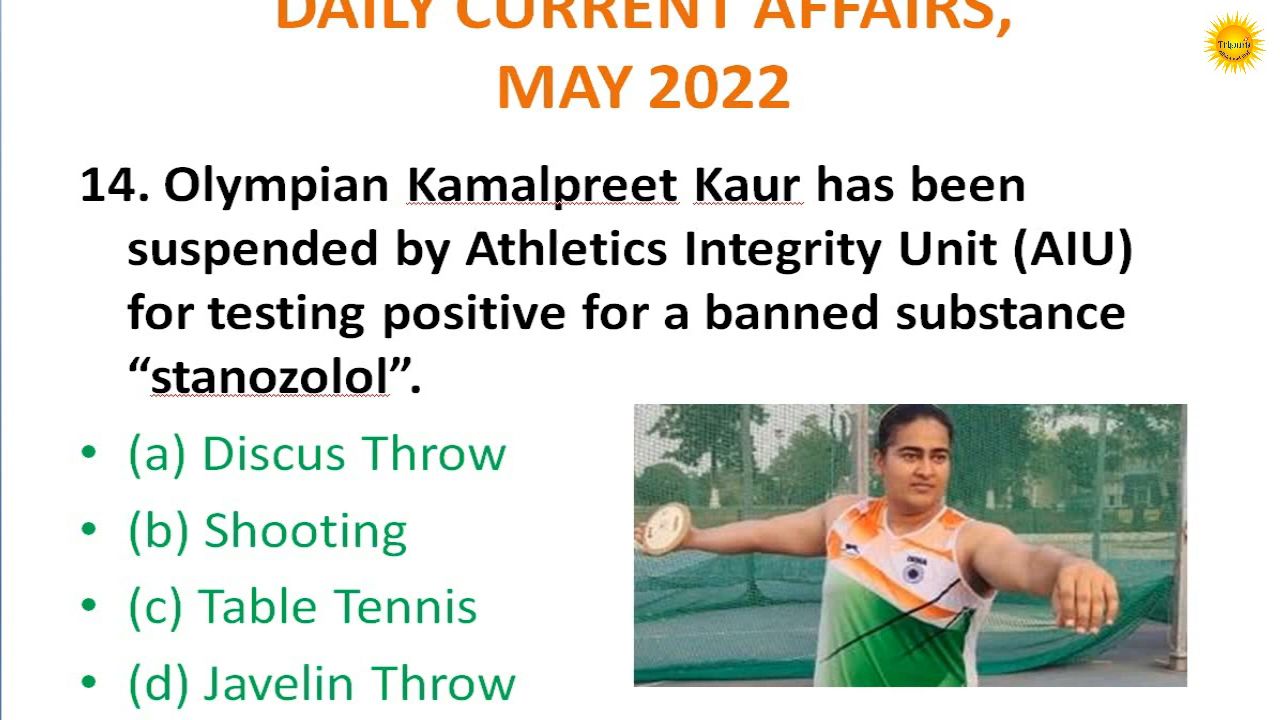 DAILY CURRENT AFFAIRS,
MAY 2022
14. Olympian Kamalpreet Kaur has been
suspended by Athletics Integrity Unit (AIU)
for testing positive for a banned substance
“stanozolol”.
• (a) Discus Throw
• (b) Shooting
• (c) Table Tennis
• (d) Javelin Throw
INDIA